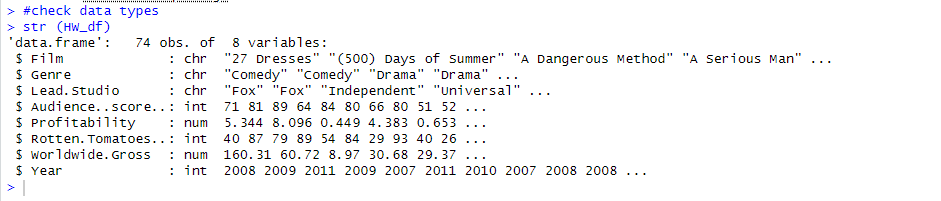 > #check data types
> str (HW_df)
'data.frame':   74 obs. of  8 variables:
 $ Film             : chr  "27 Dresses" "(500) Days of Summer" "A Dangerous Method" "A Serious Man" ...
 $ Genre            : chr  "Comedy" "Comedy" "Drama" "Drama" ...
 $ Lead.Studio      : chr  "Fox" "Fox" "Independent" "Universal" ...
 $ Audience..score..: int  71 81 89 64 84 80 66 80 51 52 ...
 $ Profitability    : num  5.344 8.096 0.449 4.383 0.653 ...
 $ Rotten.Tomatoes..: int  40 87 79 89 54 84 29 93 40 26 ...
 $ Worldwide.Gross  : num  160.31 60.72 8.97 30.68 29.37 ...
 $ Year             : int  2008 2009 2011 2009 2007 2011 2010 2007 2008 2008 ...
>